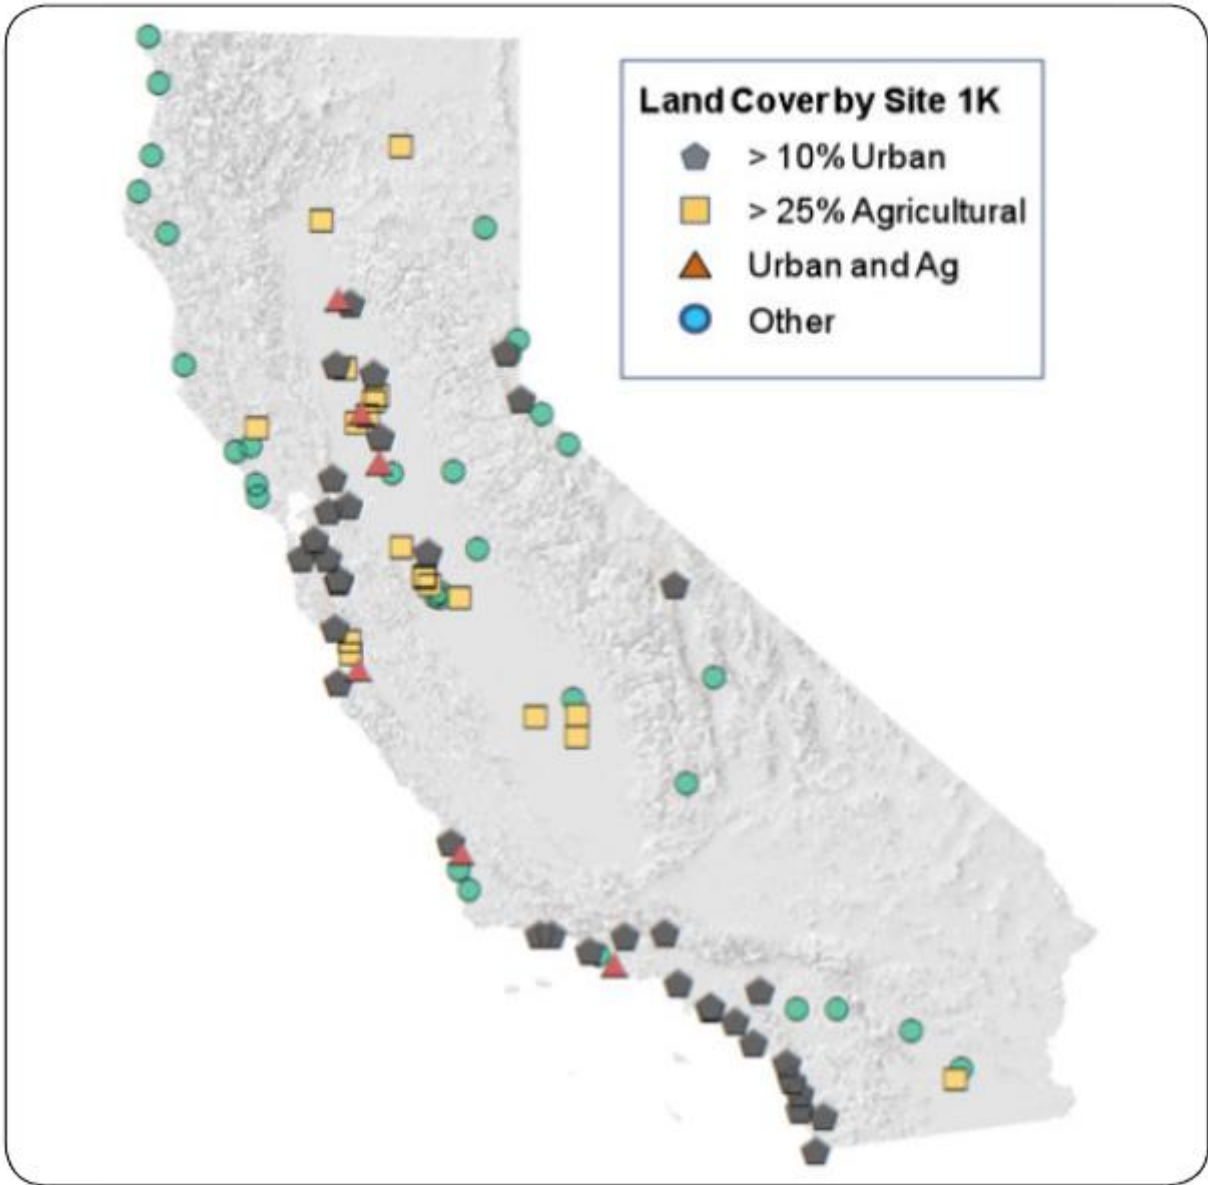 Land Cover by Site 1K
> 10% Urban
> 25% Agricultural
Urban and Ag
Other